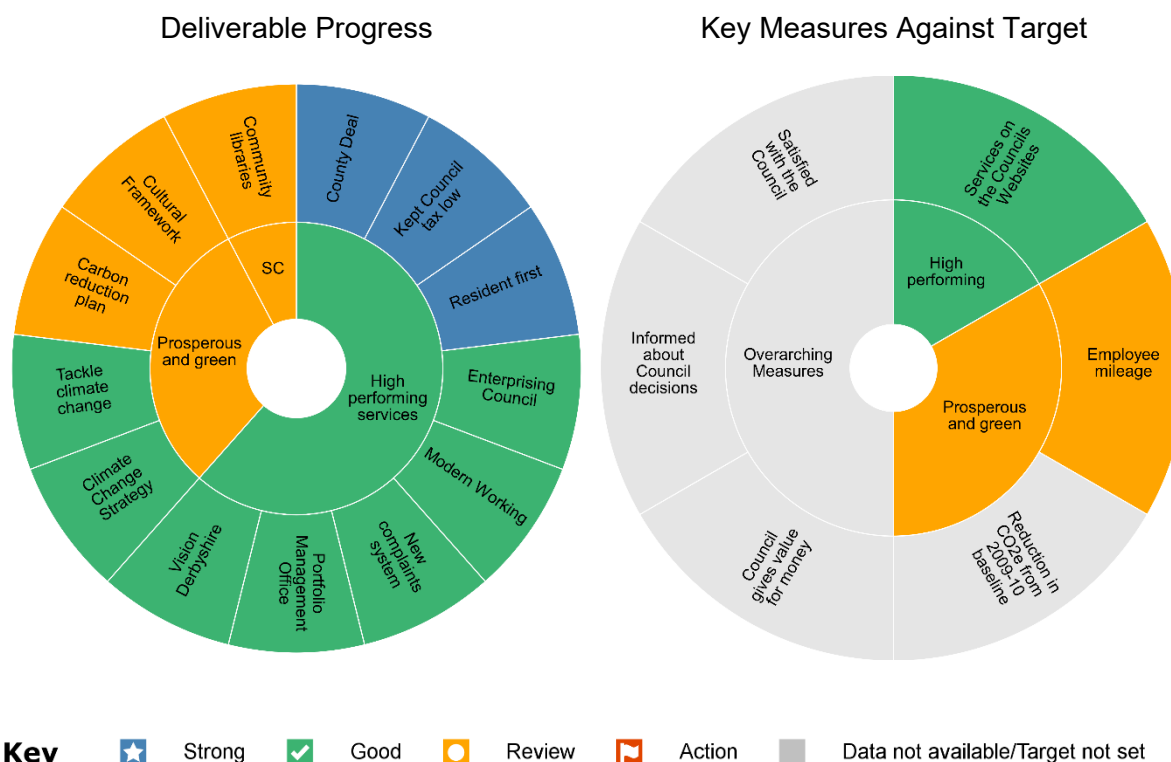 Deliverable Progress
Key Measures Against Target
Community
libraries
County Deal
Kept Council
tax low
Resident first
Enterprising
Council
Modern Working
New
complaints
system
Portfolio
Management
Office
Vision
Derbyshire
Climate
Change
Strategy
Tackle
climate
change
Carbon
reduction
plan
Cultural
Framework
SC
Prosperous
and green
High
performing
services
Satisfied
with the
Council
Services on
the Councils
Websites
High
performing
Employee
mileage
Prosperous
and green
Reduction in
CO2e from
2009-10
baseline
Council
gives value
for money
Informed
about
Council
decisions
Overarching
Measures
Key
Strong
Good
Review
Action
Data not available/Target not set